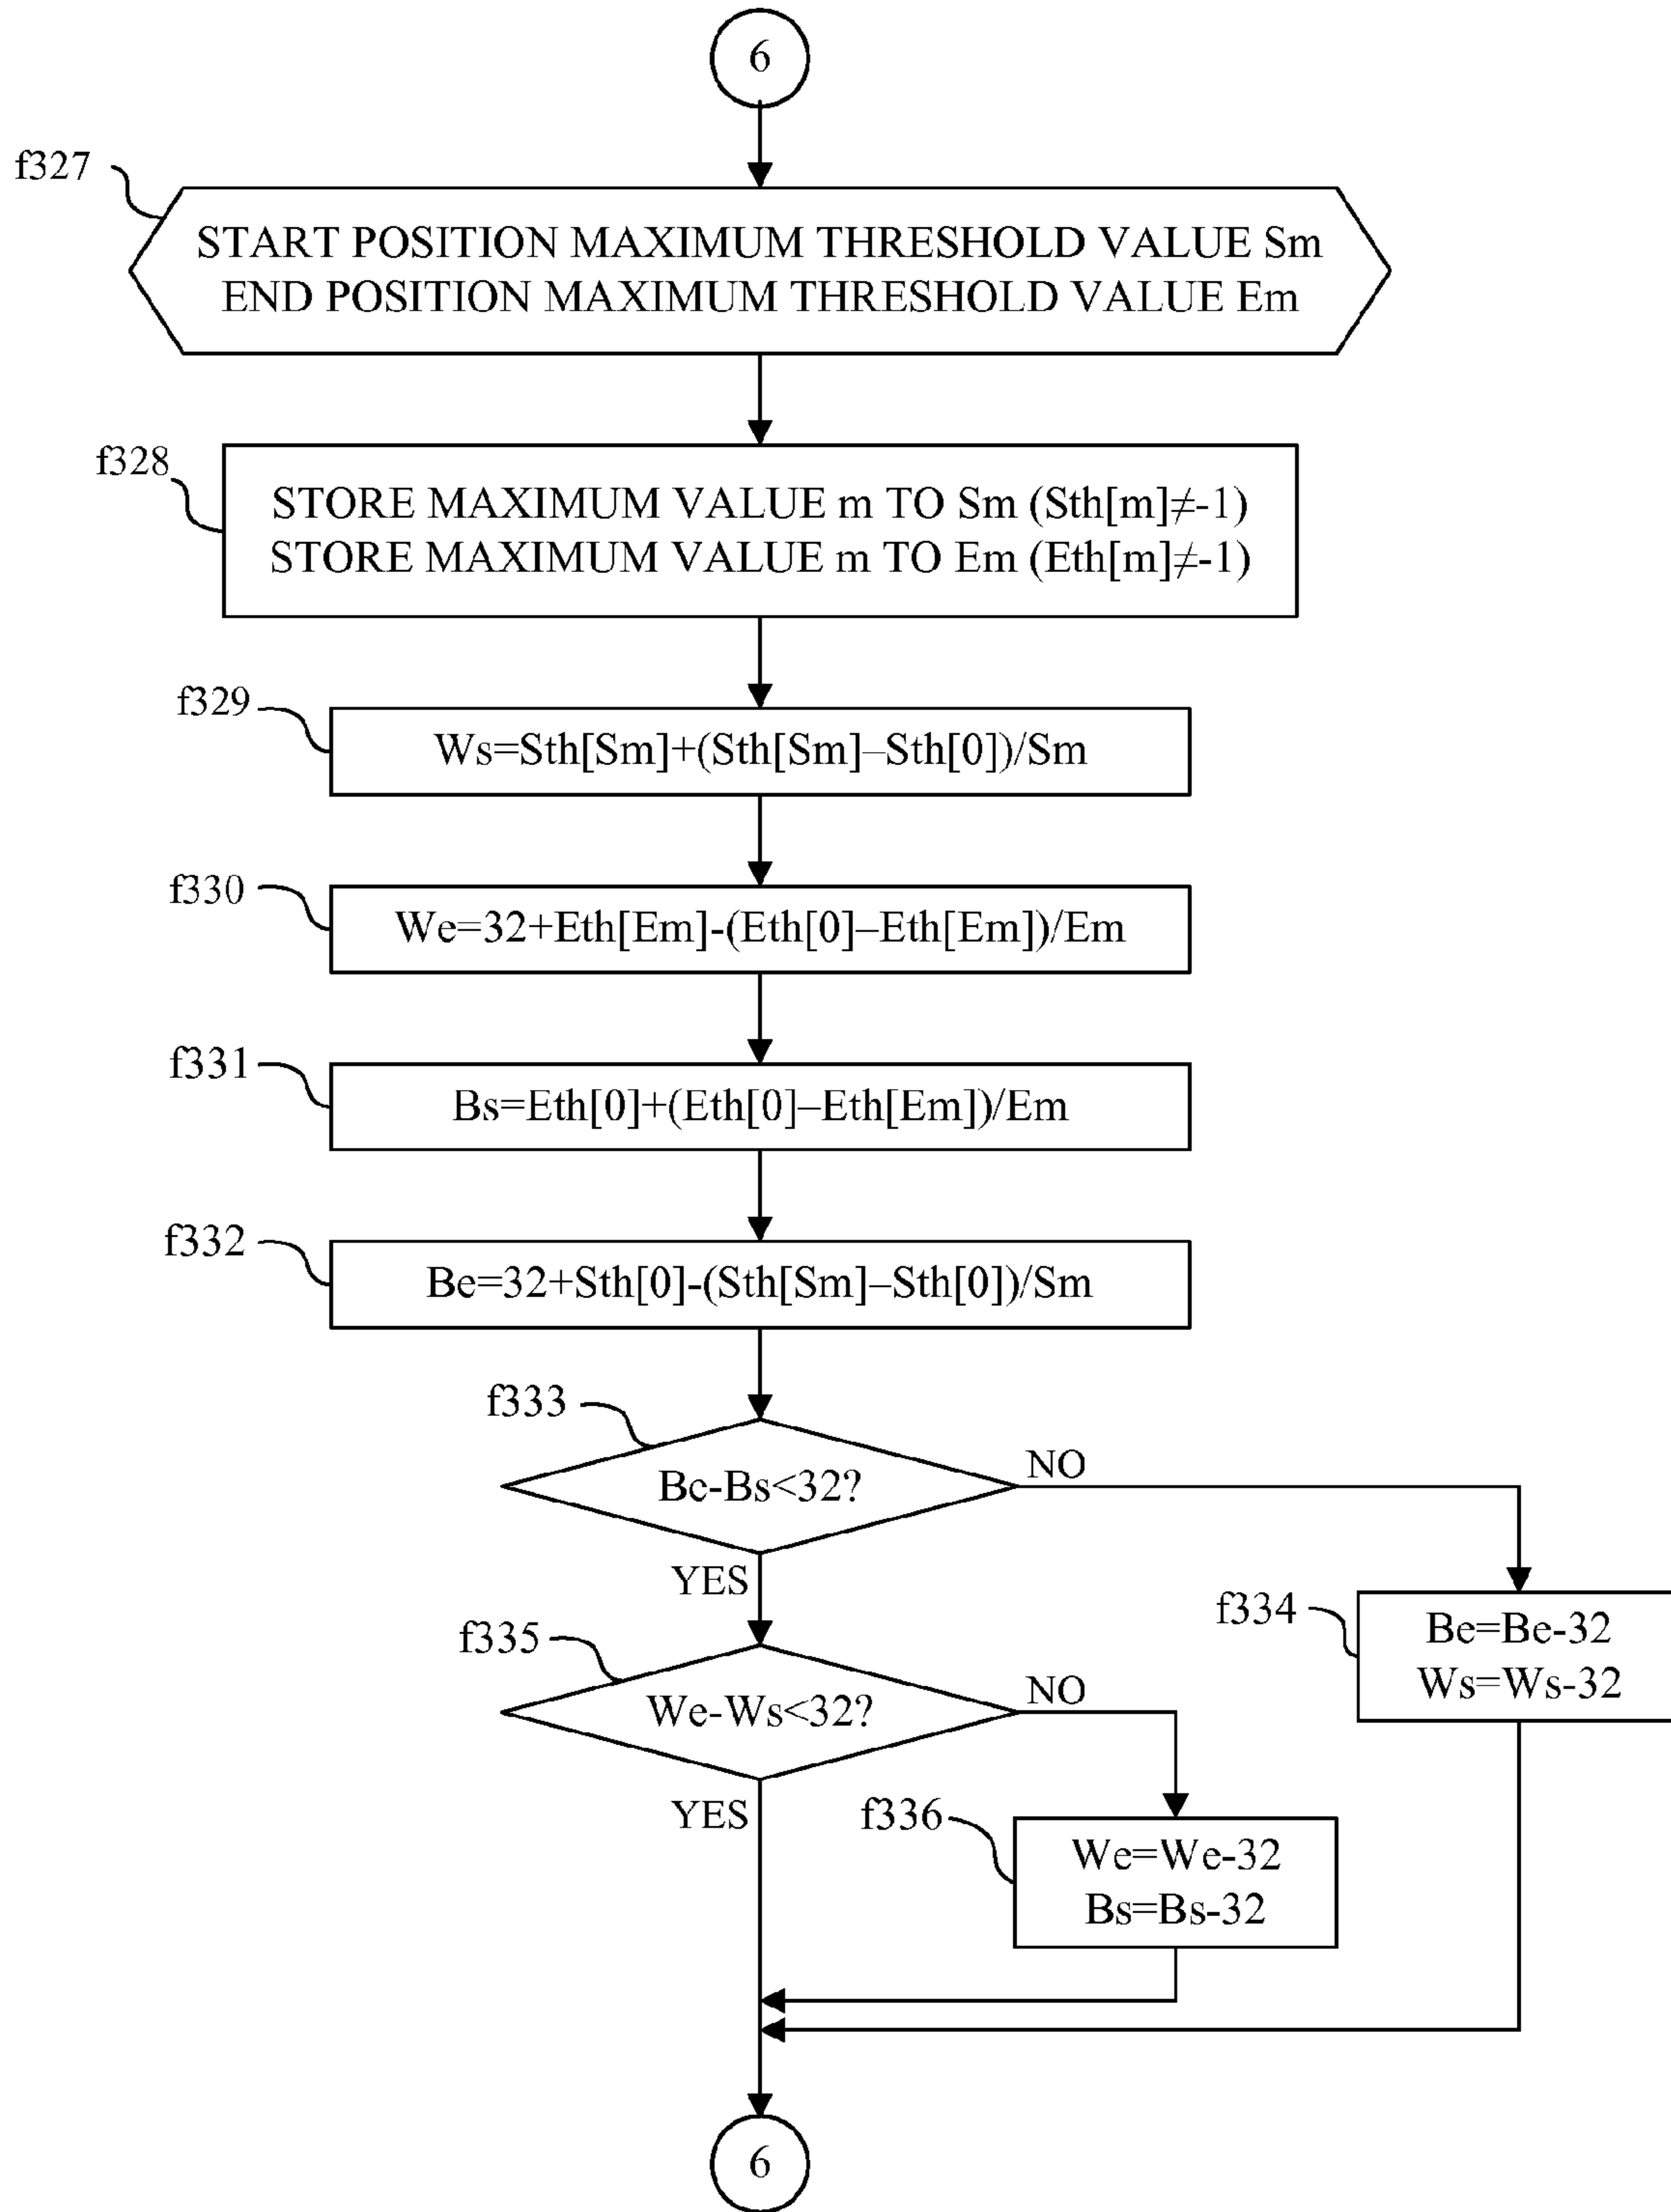 6
f327
START POSITION MAXIMUM THRESHOLD VALUE Sm
END POSITION MAXIMUM THRESHOLD VALUE Em
f328
STORE MAXIMUM VALUE m TO Sm (Sth[m]≠-1)
STORE MAXIMUM VALUE m TO Em (Eth[m]≠-1)
f329
Ws=Sth[Sm]+(Sth[Sm]–Sth[0])/Sm
f330
We=32+Eth[Em]-(Eth[0]–Eth[Em])/Em
f331
Bs=Eth[0]+(Eth[0]–Eth[Em])/Em
f332
Be=32+Sth[0]-(Sth[Sm]–Sth[0])/Sm
f333
Be-Bs<32?
NO
YES
f334
Be=Be-32
Ws=Ws-32
f335
We-Ws<32?
NO
YES
f336
We=We-32
Bs=Bs-32
6